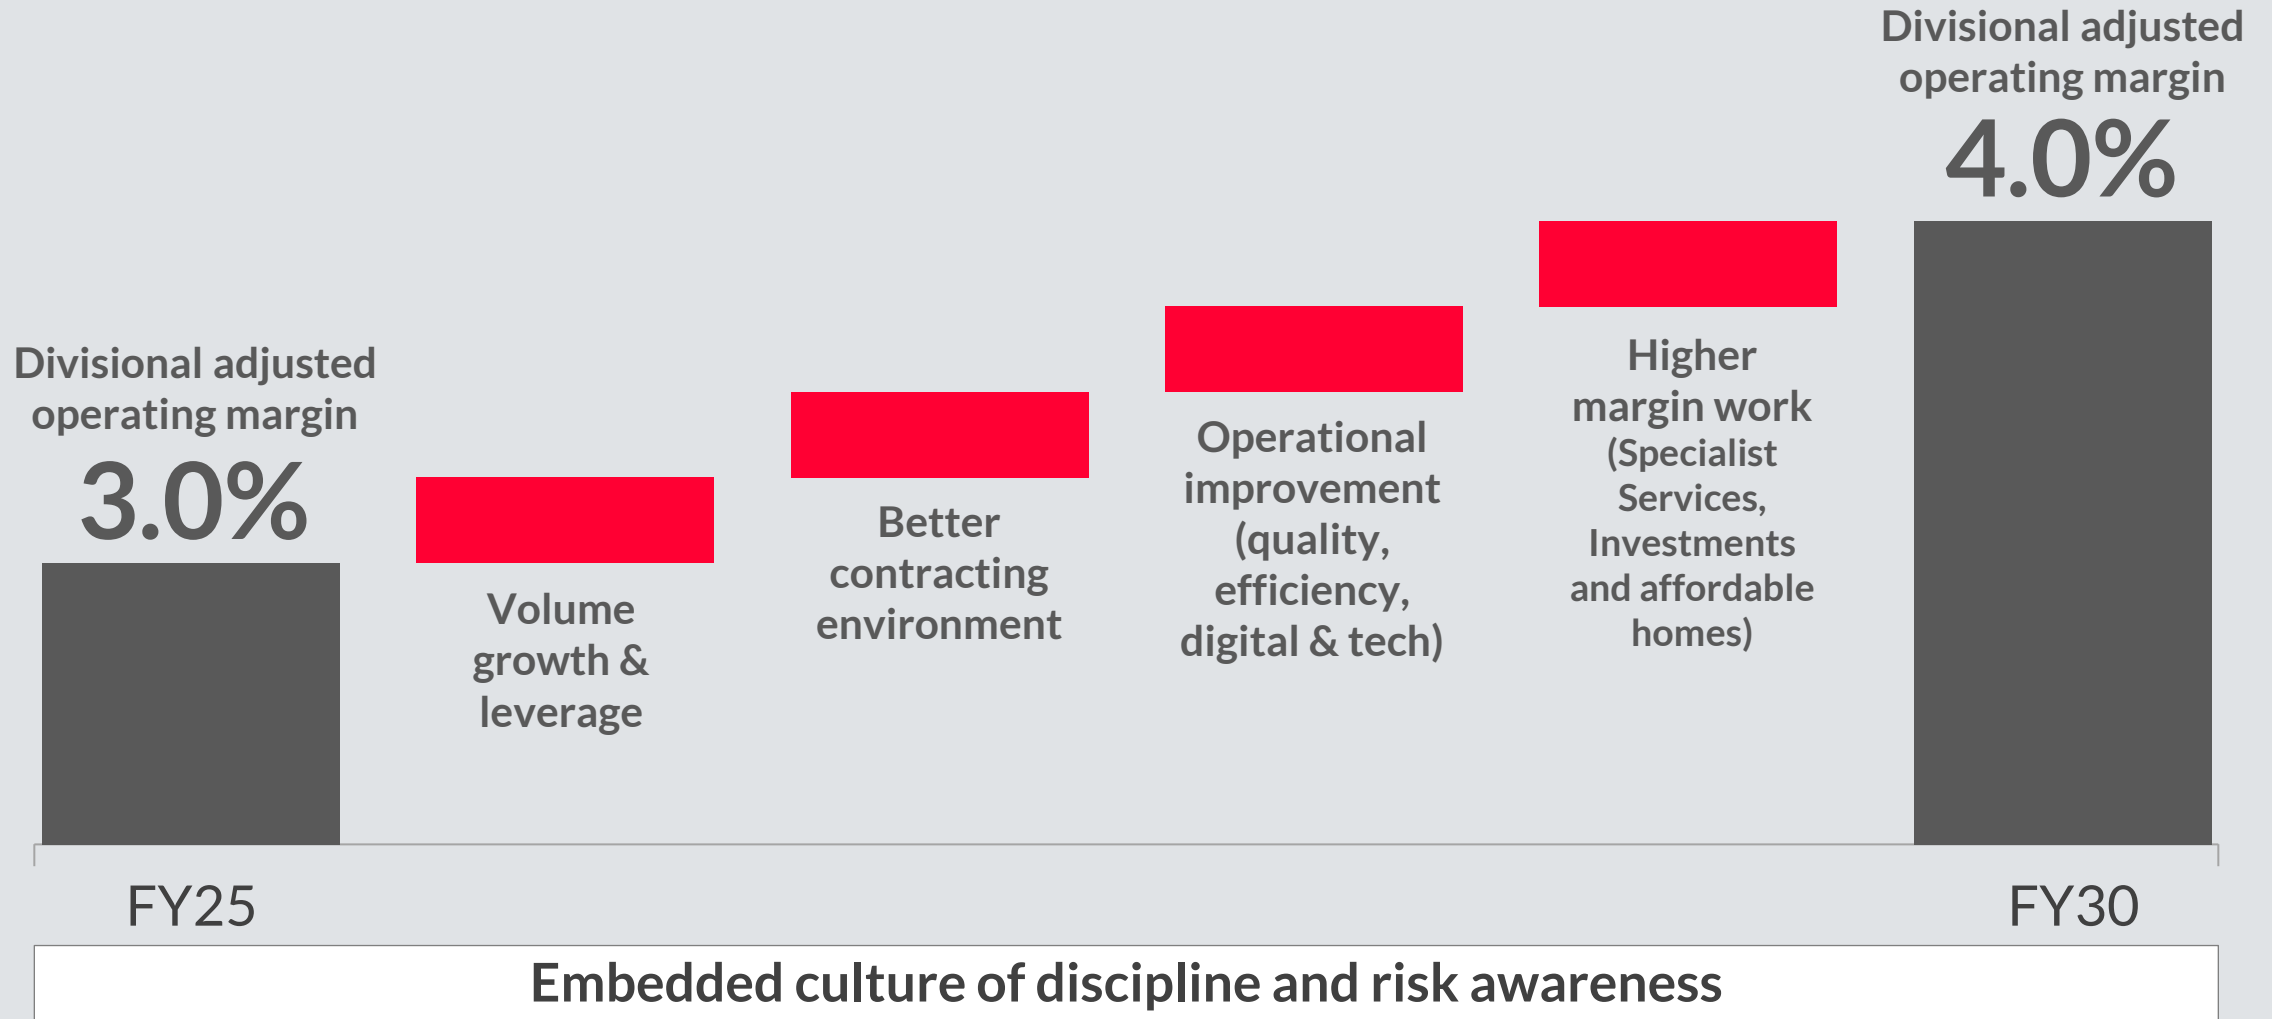 Divisional adjusted
operating margin
3.0%
Volume
growth &
leverage
Better
contracting
environment
Operational
improvement
(quality,
efficiency,
digital & tech)
Higher
margin work
(Specialist
Services,
Investments
and affordable
homes)
Divisional adjusted
operating margin
4.0%
FY25
FY30
Embedded culture of discipline and risk awareness